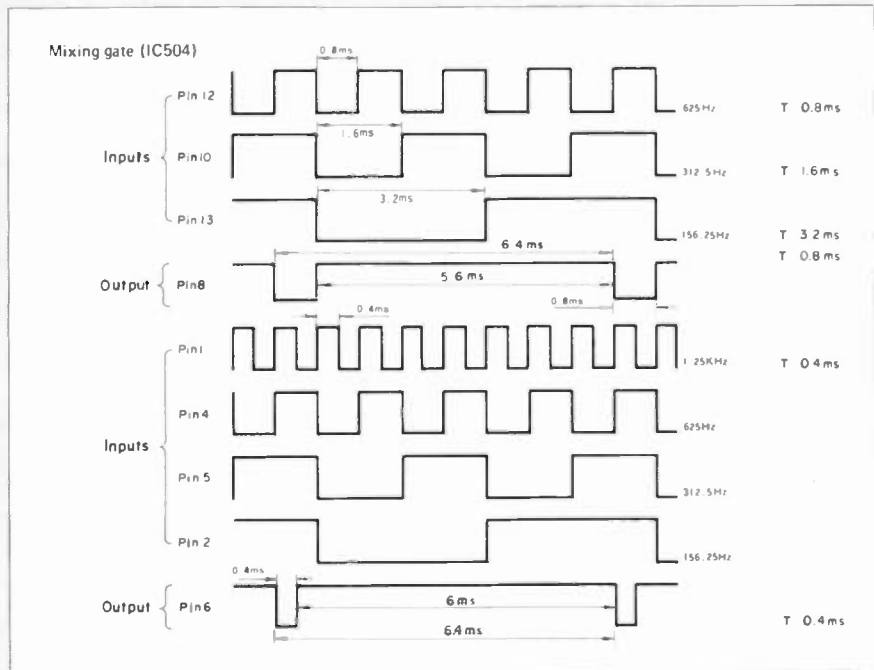 Mixing gate (IC504)
0.8ms
Inputs
Pin 12
625Hz
T 0.8ms
1.6ms
Pin10
312.5Hz
T 1.6ms
3.2ms
Pin13
156.25Hz
T 3.2ms
6.4ms
T 0.8ms
Output
Pin8
5.6ms
0.8ms
0.4ms
Inputs
Pin1
1.25KHz
T 0.4ms
Pin 4
625Hz
Pin 5
312.5Hz
Pin 2
156.25Hz
0.4ms
Output
Pin6
6ms
T 0.4ms
6.4ms